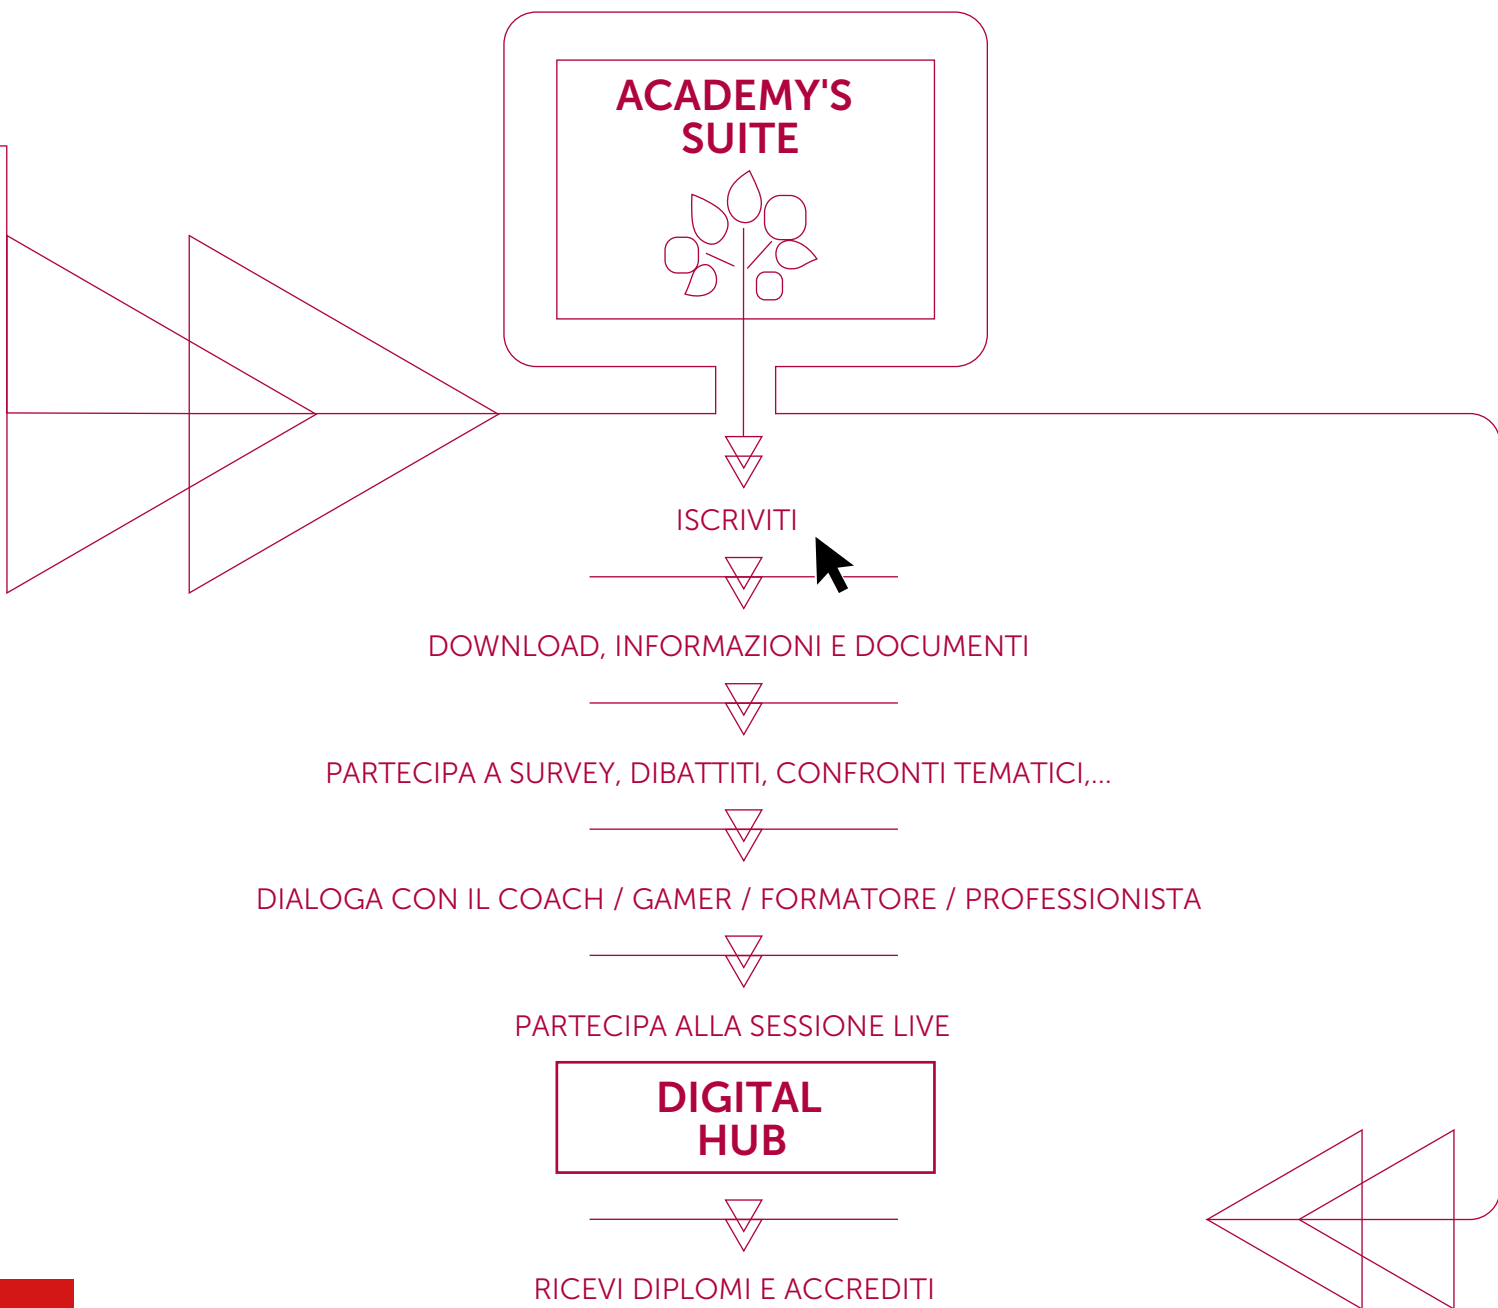 ACADEMY'S
SUITE
ISCRIVITI
DOWNLOAD, INFORMAZIONI E DOCUMENTI
PARTECIPA A SURVEY, DIBATTITI, CONFRONTI TEMATICI,...
DIALOGA CON IL COACH / GAMER / FORMATORE / PROFESSIONISTA
PARTECIPA ALLA SESSIONE LIVE
DIGITAL
HUB
RICEVI DIPLOMI E ACCREDITI